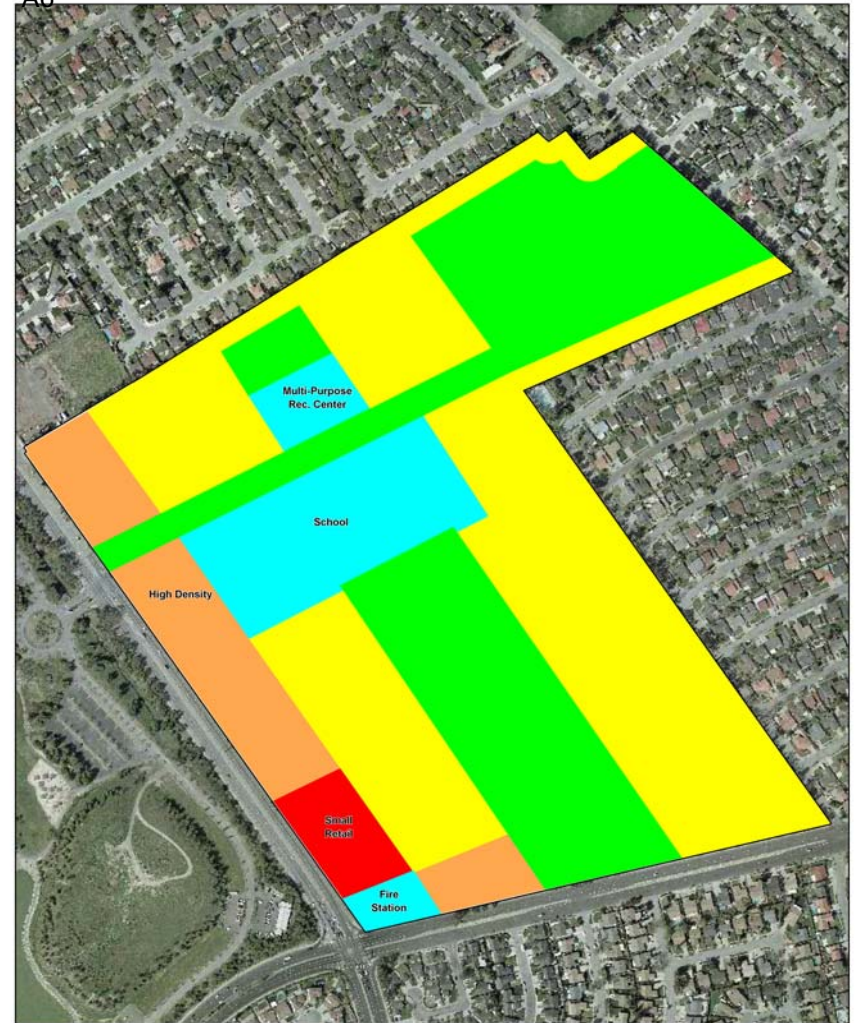 Multi-Purpose
Rec. Center
School
High Density
Small
Retail
Fire
Station